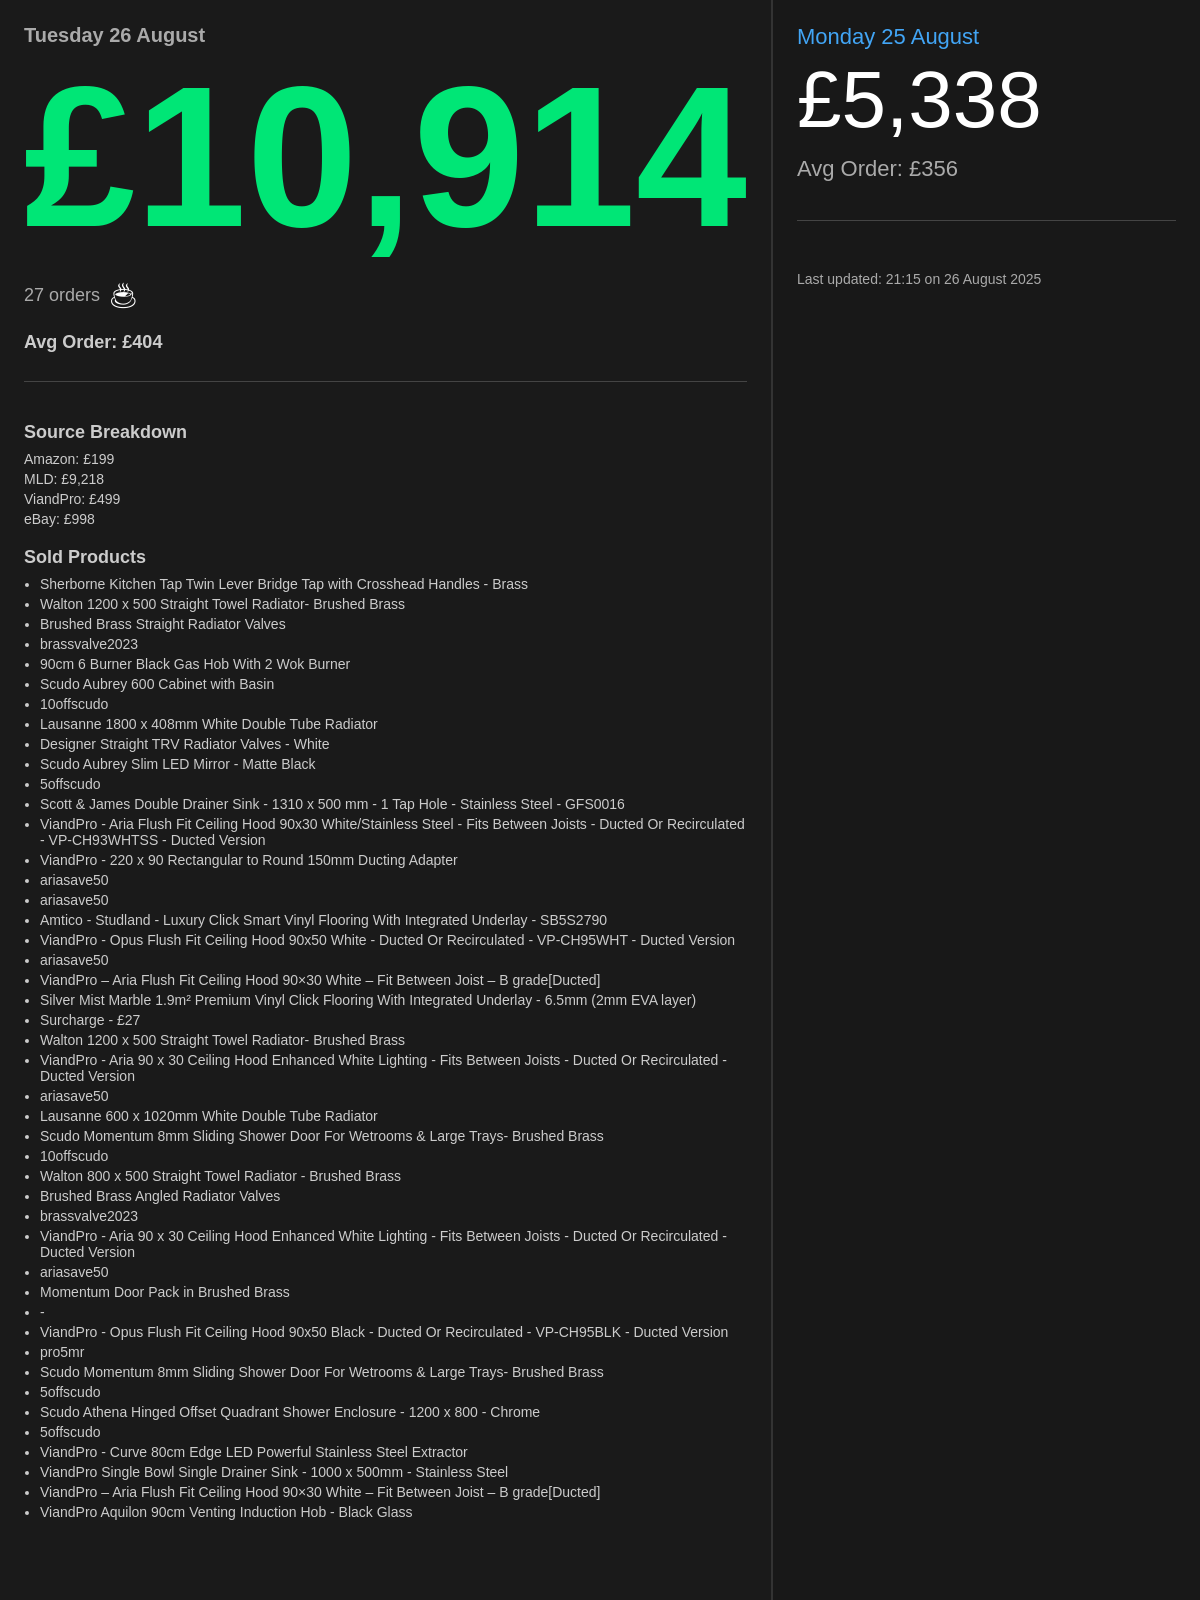 Tuesday 26 August
£10,914
27 orders
Avg Order: £404
Source Breakdown
Amazon: £199
MLD: £9,218
ViandPro: £499
eBay: £998
Sold Products
Sherborne Kitchen Tap Twin Lever Bridge Tap with Crosshead Handles - Brass
Walton 1200 x 500 Straight Towel Radiator- Brushed Brass
Brushed Brass Straight Radiator Valves
brassvalve2023
90cm 6 Burner Black Gas Hob With 2 Wok Burner
Scudo Aubrey 600 Cabinet with Basin
10offscudo
Lausanne 1800 x 408mm White Double Tube Radiator
Designer Straight TRV Radiator Valves - White
Scudo Aubrey Slim LED Mirror - Matte Black
5offscudo
Scott & James Double Drainer Sink - 1310 x 500 mm - 1 Tap Hole - Stainless Steel - GFS0016
ViandPro - Aria Flush Fit Ceiling Hood 90x30 White/Stainless Steel - Fits Between Joists - Ducted Or Recirculated
- VP-CH93WHTSS - Ducted Version
ViandPro - 220 x 90 Rectangular to Round 150mm Ducting Adapter
ariasave50
ariasave50
Amtico - Studland - Luxury Click Smart Vinyl Flooring With Integrated Underlay - SB5S2790
ViandPro - Opus Flush Fit Ceiling Hood 90x50 White - Ducted Or Recirculated - VP-CH95WHT - Ducted Version
ariasave50
ViandPro – Aria Flush Fit Ceiling Hood 90×30 White – Fit Between Joist – B grade[Ducted]
Silver Mist Marble 1.9m² Premium Vinyl Click Flooring With Integrated Underlay - 6.5mm (2mm EVA layer)
Surcharge - £27
Walton 1200 x 500 Straight Towel Radiator- Brushed Brass
ViandPro - Aria 90 x 30 Ceiling Hood Enhanced White Lighting - Fits Between Joists - Ducted Or Recirculated -
Ducted Version
ariasave50
Lausanne 600 x 1020mm White Double Tube Radiator
Scudo Momentum 8mm Sliding Shower Door For Wetrooms & Large Trays- Brushed Brass
10offscudo
Walton 800 x 500 Straight Towel Radiator - Brushed Brass
Brushed Brass Angled Radiator Valves
brassvalve2023
ViandPro - Aria 90 x 30 Ceiling Hood Enhanced White Lighting - Fits Between Joists - Ducted Or Recirculated -
Ducted Version
ariasave50
Momentum Door Pack in Brushed Brass
-
ViandPro - Opus Flush Fit Ceiling Hood 90x50 Black - Ducted Or Recirculated - VP-CH95BLK - Ducted Version
pro5mr
Scudo Momentum 8mm Sliding Shower Door For Wetrooms & Large Trays- Brushed Brass
5offscudo
Scudo Athena Hinged Offset Quadrant Shower Enclosure - 1200 x 800 - Chrome
5offscudo
ViandPro - Curve 80cm Edge LED Powerful Stainless Steel Extractor
ViandPro Single Bowl Single Drainer Sink - 1000 x 500mm - Stainless Steel
ViandPro – Aria Flush Fit Ceiling Hood 90×30 White – Fit Between Joist – B grade[Ducted]
ViandPro Aquilon 90cm Venting Induction Hob - Black Glass
Monday 25 August
£5,338
Avg Order: £356
Last updated: 21:15 on 26 August 2025